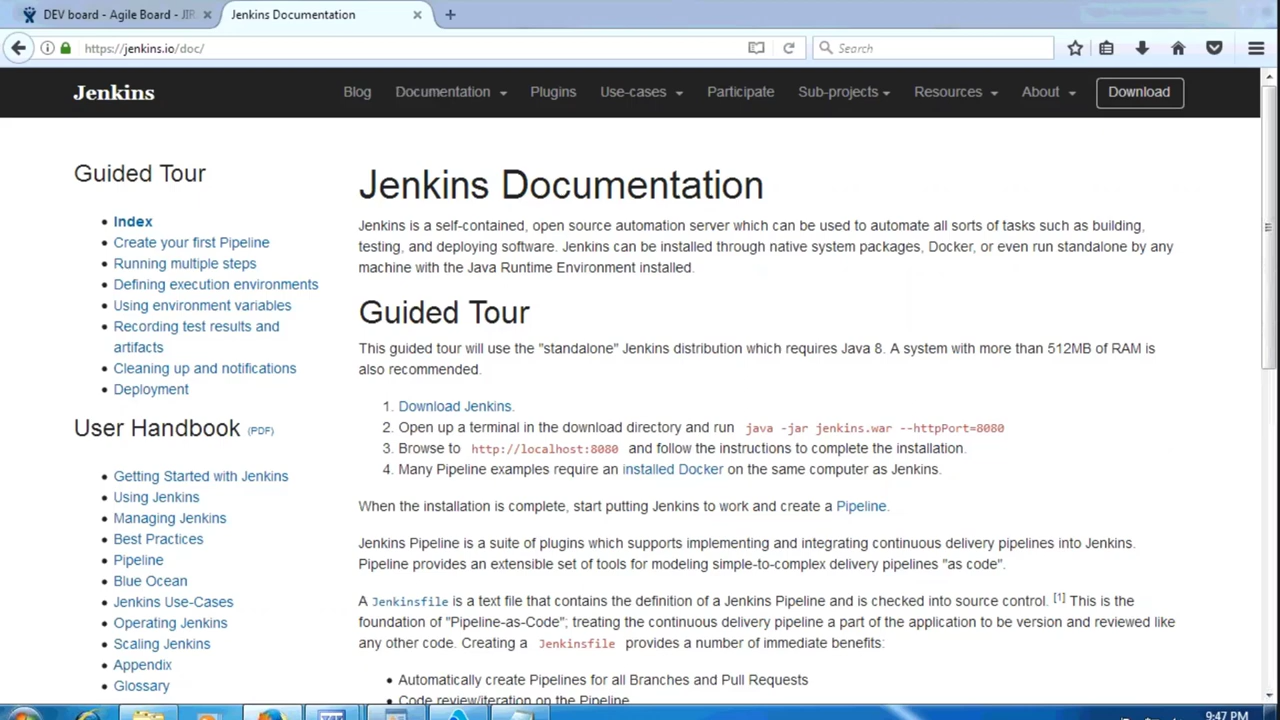 DEV board - Agile Board - JIR
Jenkins Documentation
https://jenkins.io/doc/
Search
Jenkins
Blog Documentation Plugins Use-cases Participate Sub-projects Resources About Download
Guided Tour
Index
Create your first Pipeline
Running multiple steps
Defining execution environments
Using environment variables
Recording test results and
artifacts
Cleaning up and notifications
Deployment
User Handbook (PDF)
Getting Started with Jenkins
Using Jenkins
Managing Jenkins
Best Practices
Pipeline
Blue Ocean
Jenkins Use-Cases
Operating Jenkins
Scaling Jenkins
Appendix
Glossary
Jenkins Documentation
Jenkins is a self-contained, open source automation server which can be used to automate all sorts of tasks such as building,
testing, and deploying software. Jenkins can be installed through native system packages, Docker, or even run standalone by any
machine with the Java Runtime Environment installed.
Guided Tour
This guided tour will use the "standalone" Jenkins distribution which requires Java 8. A system with more than 512MB of RAM is
also recommended.
1. Download Jenkins.
2. Open up a terminal in the download directory and run java -jar jenkins.war --httpPort=8080
3. Browse to http://localhost:8080 and follow the instructions to complete the installation.
4. Many Pipeline examples require an installed Docker on the same computer as Jenkins.
When the installation is complete, start putting Jenkins to work and create a Pipeline.
Jenkins Pipeline is a suite of plugins which supports implementing and integrating continuous delivery pipelines into Jenkins.
Pipeline provides an extensible set of tools for modeling simple-to-complex delivery pipelines "as code".
A Jenkinsfile is a text file that contains the definition of a Jenkins Pipeline and is checked into source control. [1] This is the
foundation of "Pipeline-as-Code"; treating the continuous delivery pipeline a part of the application to be version and reviewed like
any other code. Creating a Jenkinsfile provides a number of immediate benefits:
Automatically create Pipelines for all Branches and Pull Requests
Code review/iteration on the Pipeline
9:47 PM